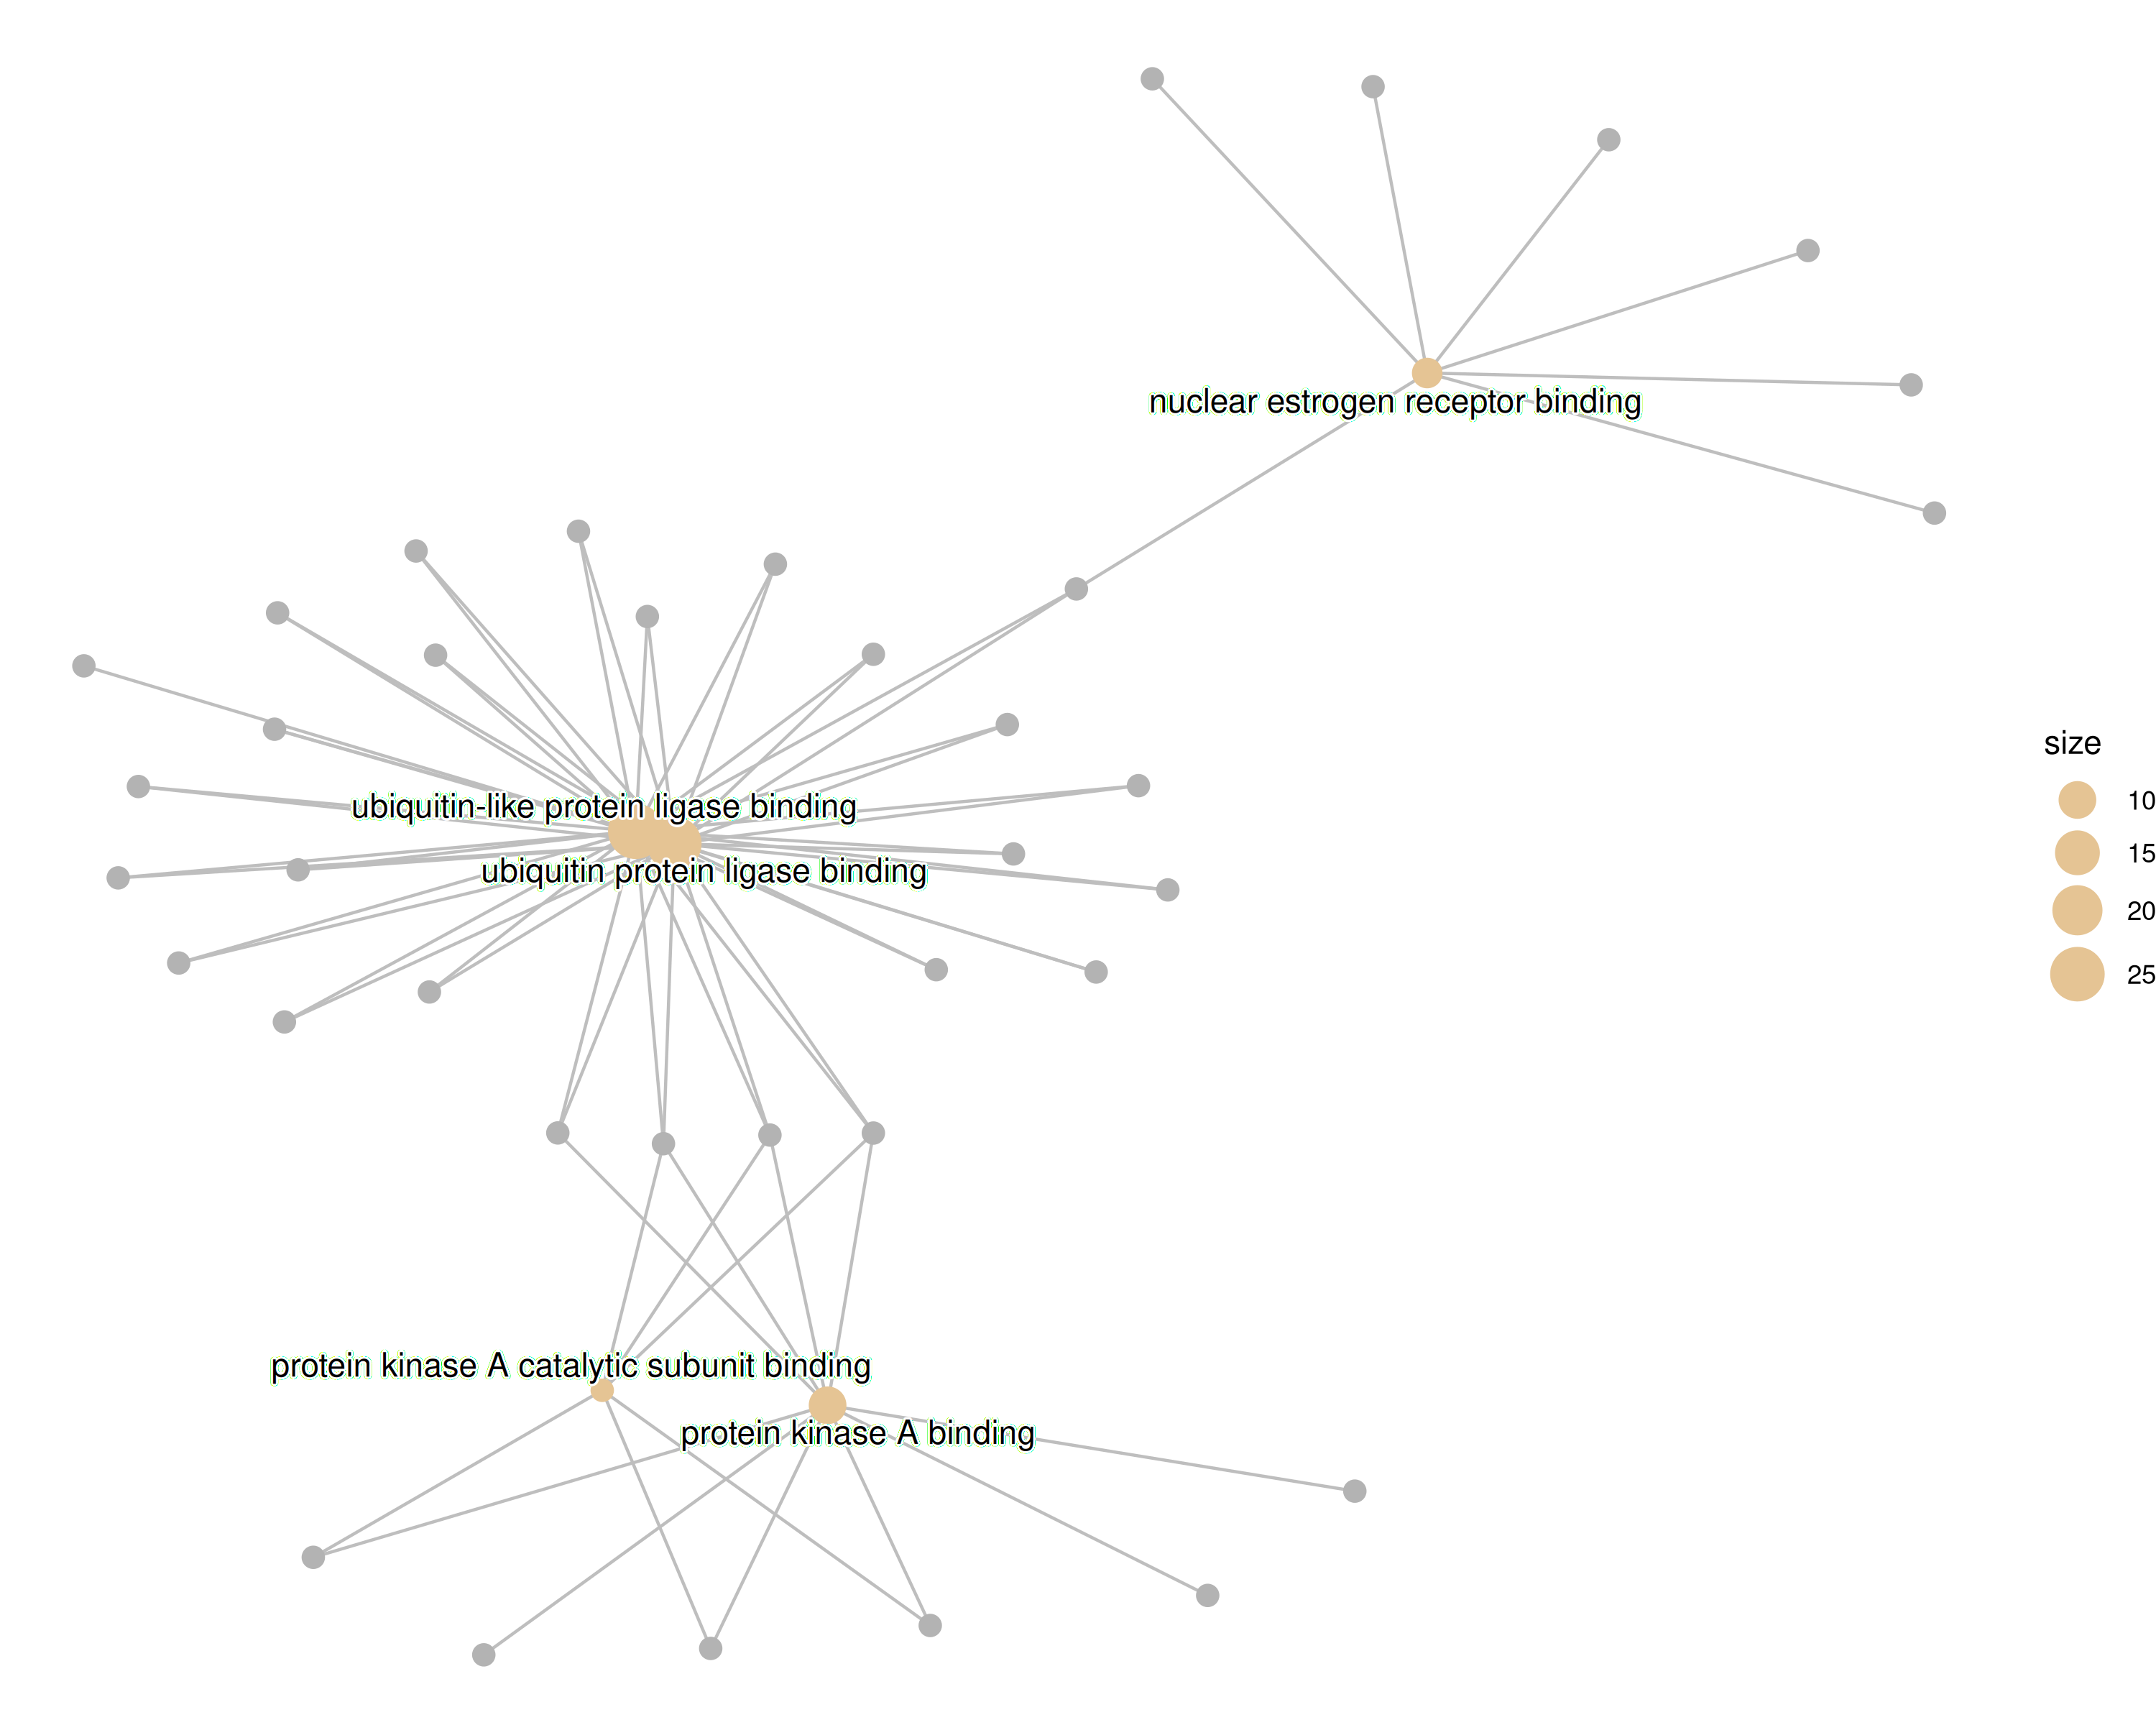 nuclear estrogen receptor binding
ubiquitin-like protein ligase binding
ubiquitin protein ligase binding
protein kinase A catalytic subunit binding
protein kinase A binding
size
10
15
20
25